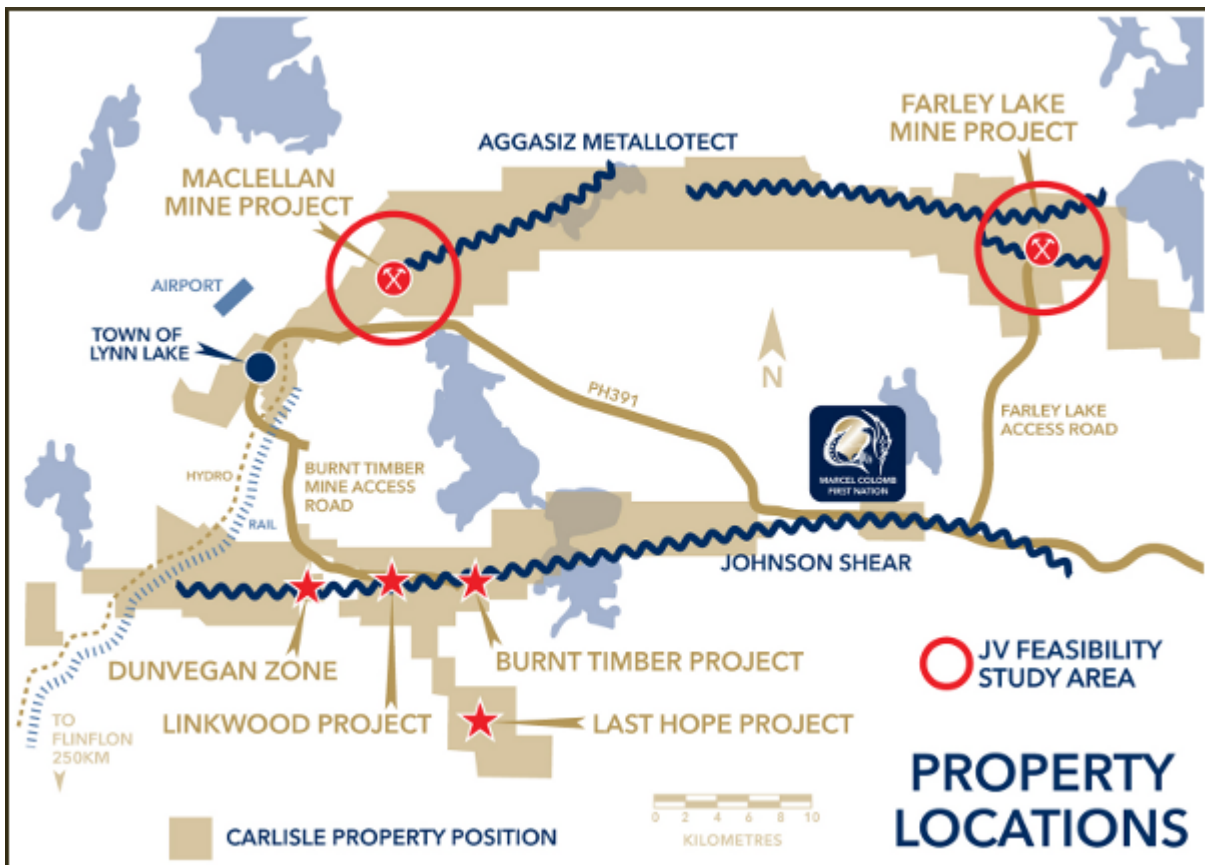 FARLEY LAKE
MINE PROJECT
AGGASIZ METALLOTECT
MACLELLAN
MINE PROJECT
AIRPORT
TOWN OF
LYNN LAKE
N
PH391
FARLEY LAKE
ACCESS ROAD
MARCEL COLOMB
FIRST NATION
HYDRO
BURNT TIMBER
MINE ACCESS
ROAD
RAIL
JOHNSON SHEAR
DUNVEGAN ZONE
BURNT TIMBER PROJECT
LINKWOOD PROJECT
LAST HOPE PROJECT
JV FEASIBILITY
STUDY AREA
TO
FLINFLON
250KM
PROPERTY
LOCATIONS
0 2 4 6 8 10
KILOMETRES
CARLISLE PROPERTY POSITION